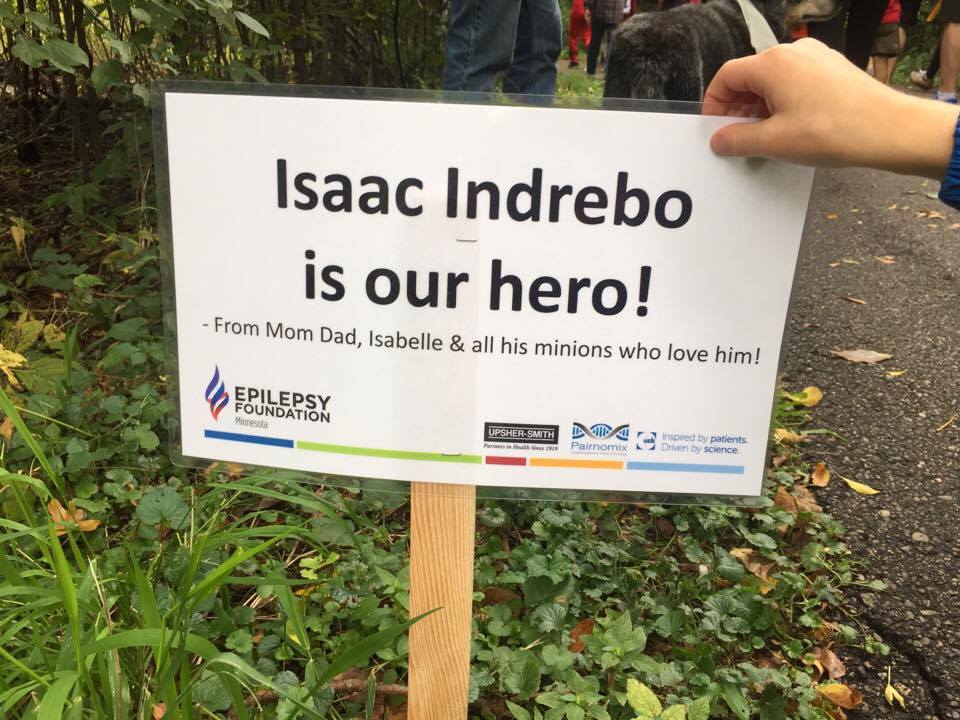 Isaac Indrebo
is our hero!
- From Mom Dad, Isabelle & all his minions who love him!
EPILEPSY
FOUNDATION
Minnesota
UPSHER-SMITH
Partners in Health Since 1919
Pairnomix
ucb
Inspired by patients.
Driven by science.